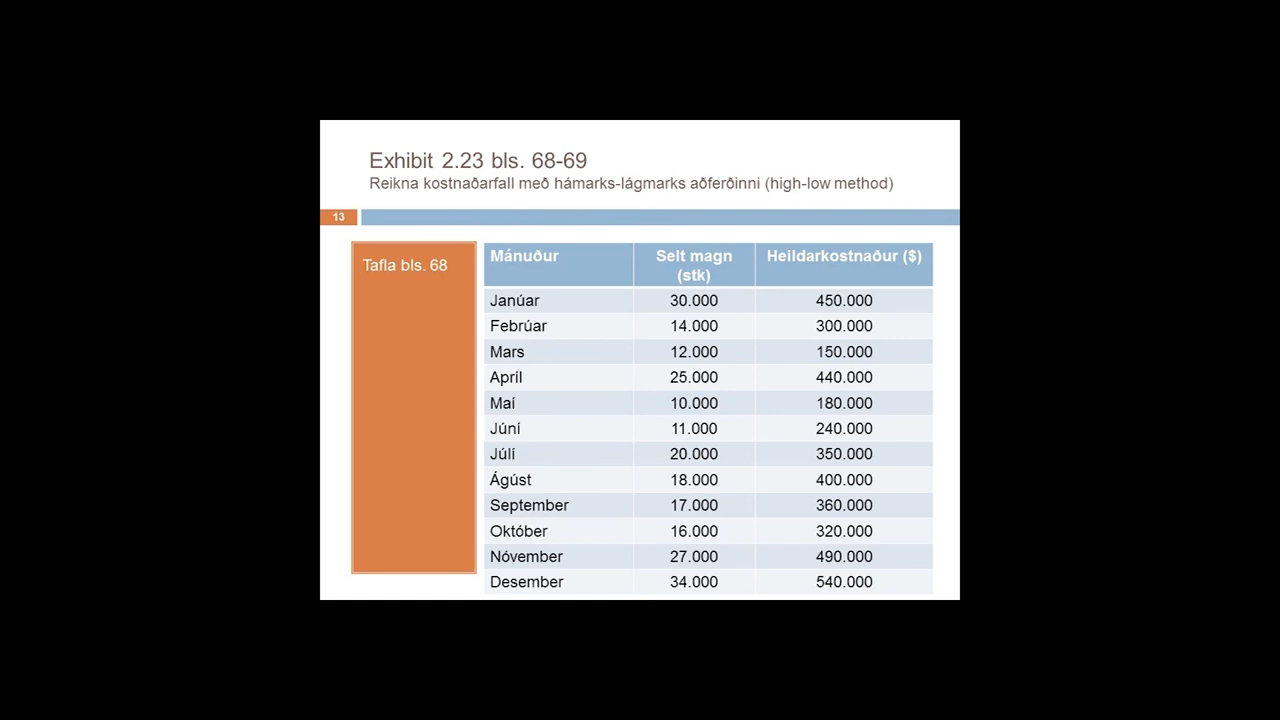 Exhibit 2.23 bls. 68-69
Reikna kostnaðarfall með hámarks-lágmarks aðferðinni (high-low method)
13
Tafla bls. 68
Mánuður Selt magn (stk) Heildarkostnaður ($)
Janúar 30.000 450.000
Febrúar 14.000 300.000
Mars 12.000 150.000
Apríl 25.000 440.000
Maí 10.000 180.000
Júní 11.000 240.000
Júlí 20.000 350.000
Ágúst 18.000 400.000
September 17.000 360.000
Október 16.000 320.000
Nóvember 27.000 490.000
Desember 34.000 540.000